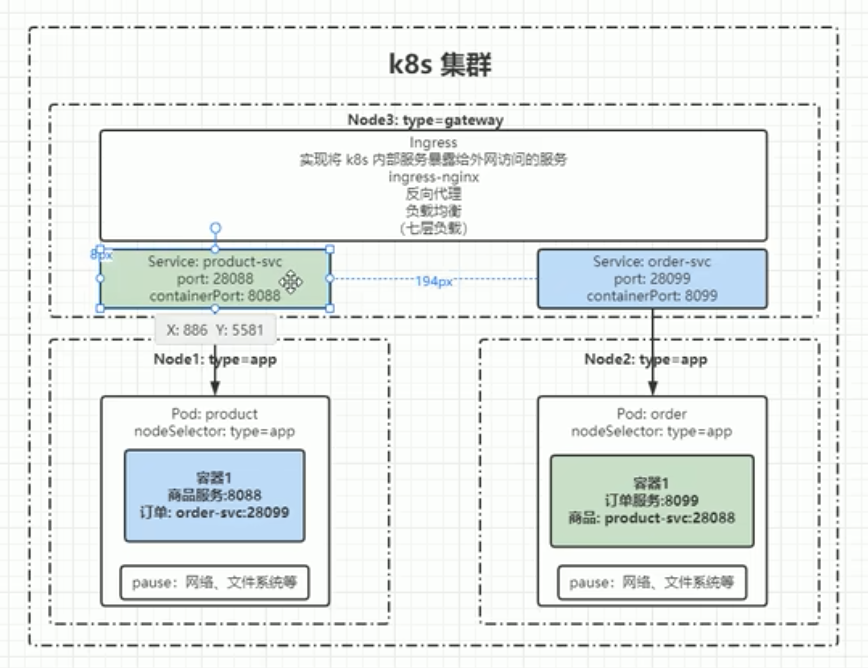 k8s 集群
Node3: type=gateway
Ingress
实现将 k8s 内部服务暴露给外网访问的服务
ingress-nginx
反向代理
负载均衡
（七层负载）
8px
Service: product-svc
port: 28088
containerPort: 8088
194px
Service: order-svc
port: 28099
containerPort: 8099
X: 886 Y: 5581
Node1: type=app
Pod: product
nodeSelector: type=app
容器1
商品服务:8088
订单: order-svc:28099
pause：网络、文件系统等
Node2: type=app
Pod: order
nodeSelector: type=app
容器1
订单服务:8099
商品: product-svc:28088
pause：网络、文件系统等